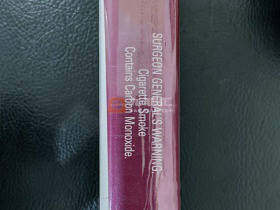 SURGEON GENERAL'S WARNING:
Cigarette Smoke
Contains Carbon Monoxide.